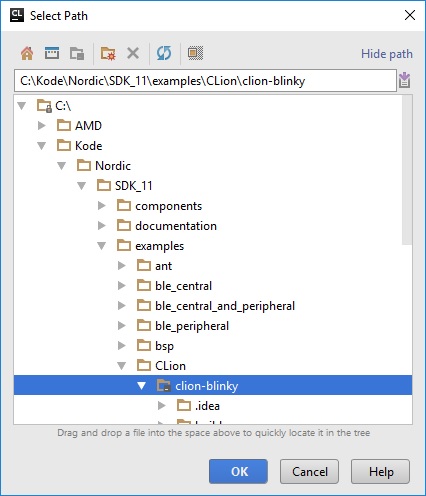 CL Select Path
Hide path
C:\Kode\Nordic\SDK_11\examples\CLion\clion-blinky
C:\
AMD
Kode
Nordic
SDK_11
components
documentation
examples
ant
ble_central
ble_central_and_peripheral
ble_peripheral
bsp
CLion
clion-blinky
.idea
Drag and drop a file into the space above to quickly locate it in the tree
OK Cancel Help